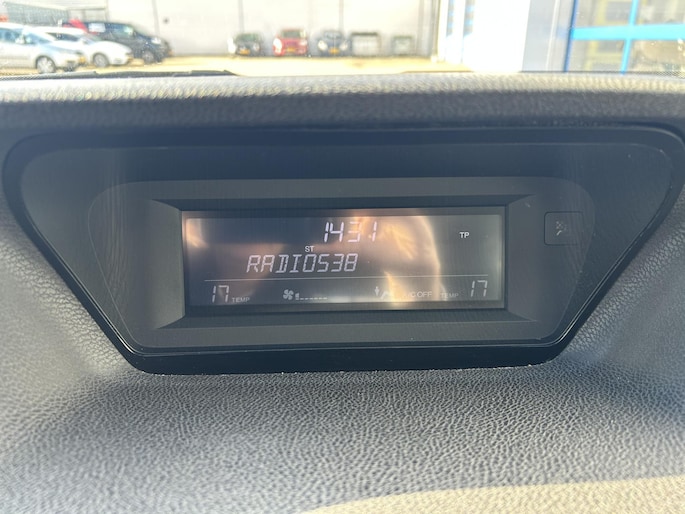 14:31
ST TP
RADIO538
17 TEMP C OFF TEMP 17